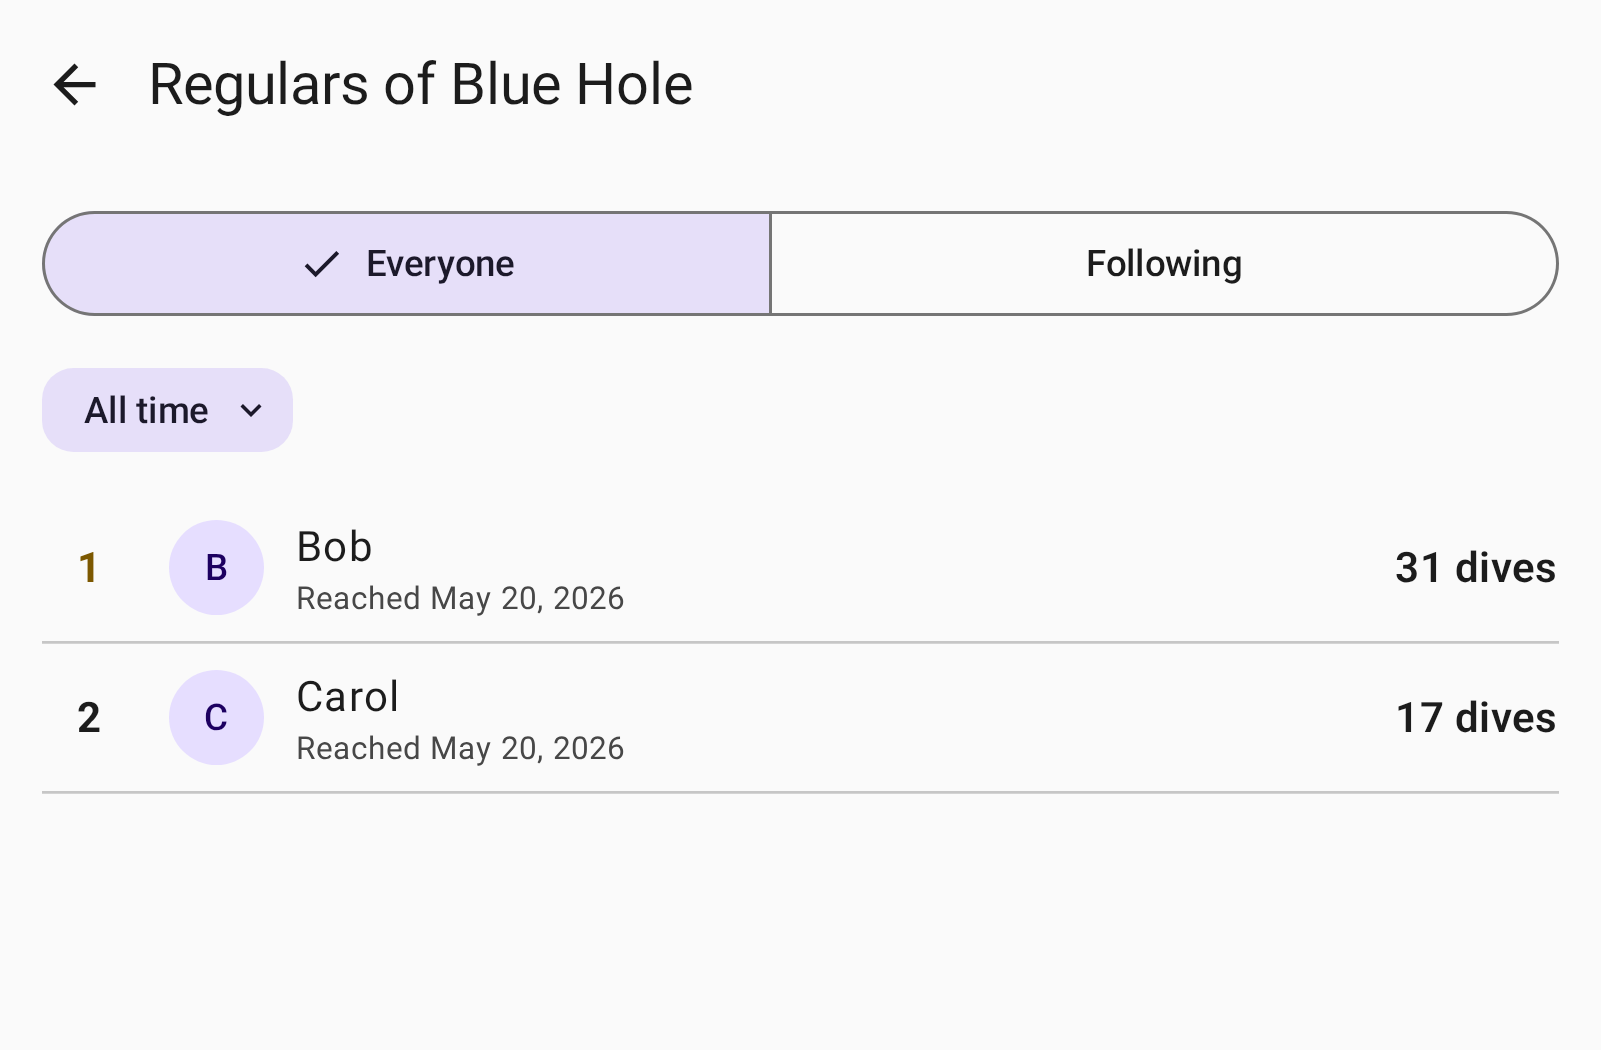 Regulars of Blue Hole
Everyone
Following
All time
1
B
Bob
Reached May 20, 2026
31 dives
2
C
Carol
Reached May 20, 2026
17 dives